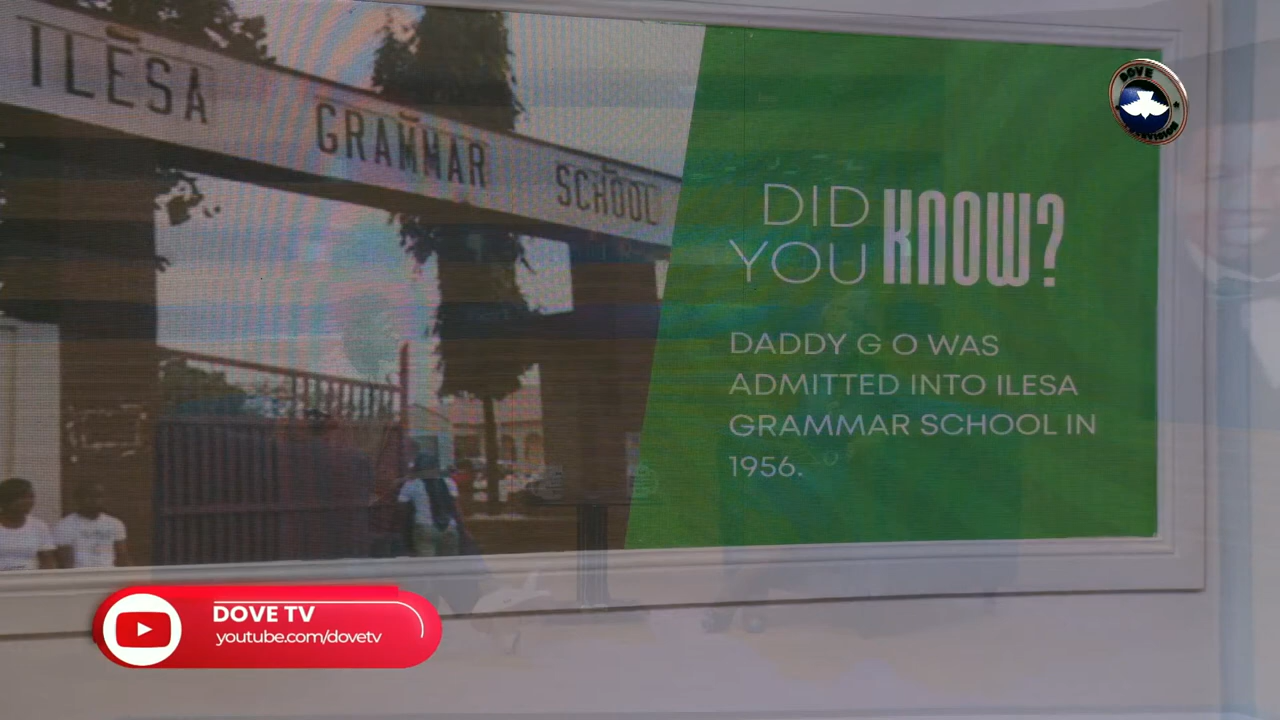 ILESA GRAMMAR SCHOOL
DOVE
TELEVISION
DID
YOU KNOW?
DADDY G O WAS
ADMITTED INTO ILESA
GRAMMAR SCHOOL IN
1956.
DOVE TV
youtube.com/dovetv